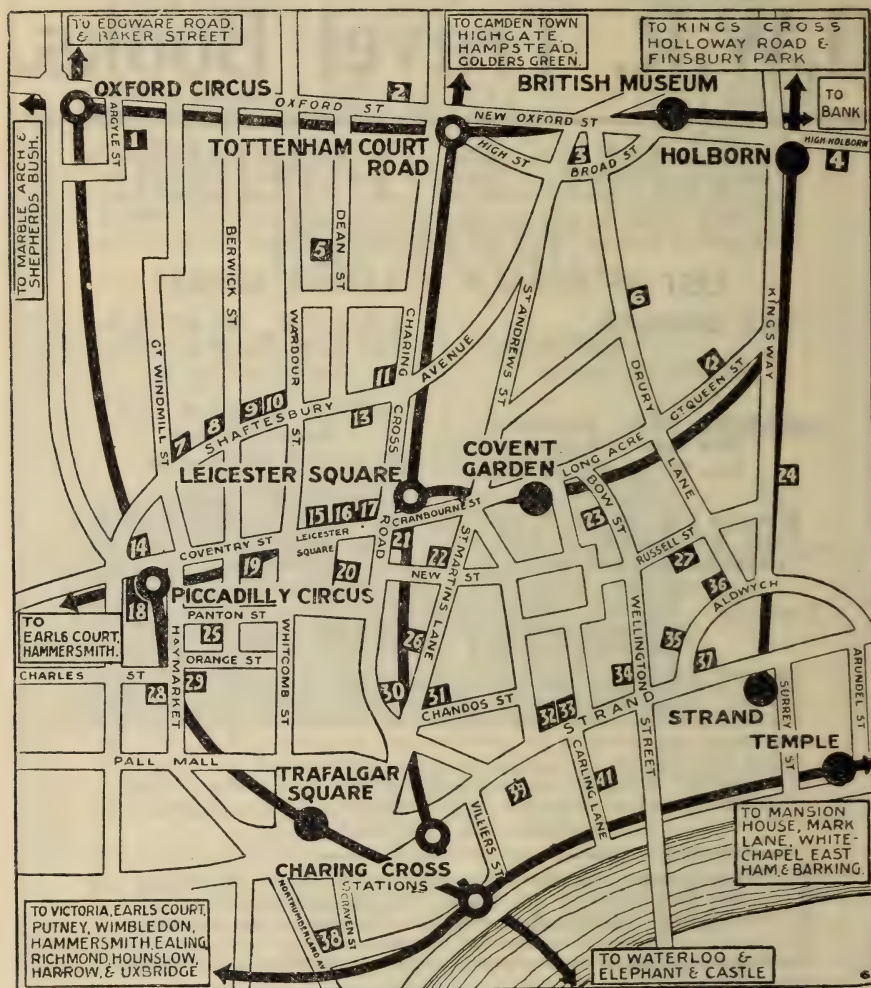 TO EDGWARE ROAD,
& BAKER STREET
TO CAMDEN TOWN
HIGHGATE,
HAMPSTEAD,
GOLDERS GREEN.
TO KINGS CROSS
HOLLOWAY ROAD &
FINSBURY PARK
OXFORD CIRCUS
2
BRITISH MUSEUM
TO
BANK
OXFORD ST
NEW OXFORD ST
ARGYLE ST
1
TOTTENHAM COURT
ROAD
HIGH ST
3
BROAD ST
HOLBORN
HIGH HOLBORN
4
TO MARBLE ARCH &
SHEPHERDS BUSH.
BERWICK ST
DEAN ST
5
WARDOUR
ST
ST ANDREWS ST
6
KINGSWAY
GT WINDMILL ST
CHARING
CROSS
ROAD
11
SHAFTESBURY
AVENUE
DRURY
LANE
12
GT QUEEN ST
7
8
9
10
13
LEICESTER SQUARE
COVENT
GARDEN
LONG ACRE
24
15
16
17
CRANBOURNE ST
BOW ST
23
14
COVENTRY ST
LEICESTER
SQUARE
21
22
ST MARTINS LANE
RUSSELL ST
27
19
20
NEW ST
36
ALDWYCH
18
PICCADILLY CIRCUS
TO
EARLS COURT,
HAMMERSMITH.
PANTON ST
25
HAYMARKET
ORANGE ST
WHITCOMB ST
26
WELLINGTON
STREET
35
37
34
CHARLES ST
28
29
30
31
CHANDOS ST
32
33
STRAND
STRAND
SURREY ST
ARUNDEL ST
TEMPLE
PALL MALL
TRAFALGAR
SQUARE
39
CARLING LANE
41
VILLIERS ST
CHARING CROSS
STATIONS
TO MANSION
HOUSE, MARK
LANE, WHITE-
CHAPEL EAST
HAM, & BARKING.
NORTHUMBERLAND AV
38
CRAVEN ST
TO VICTORIA, EARLS COURT,
PUTNEY, WIMBLEDON,
HAMMERSMITH, EALING
RICHMOND, HOUNSLOW,
HARROW, & UXBRIDGE
TO WATERLOO &
ELEPHANT & CASTLE
6